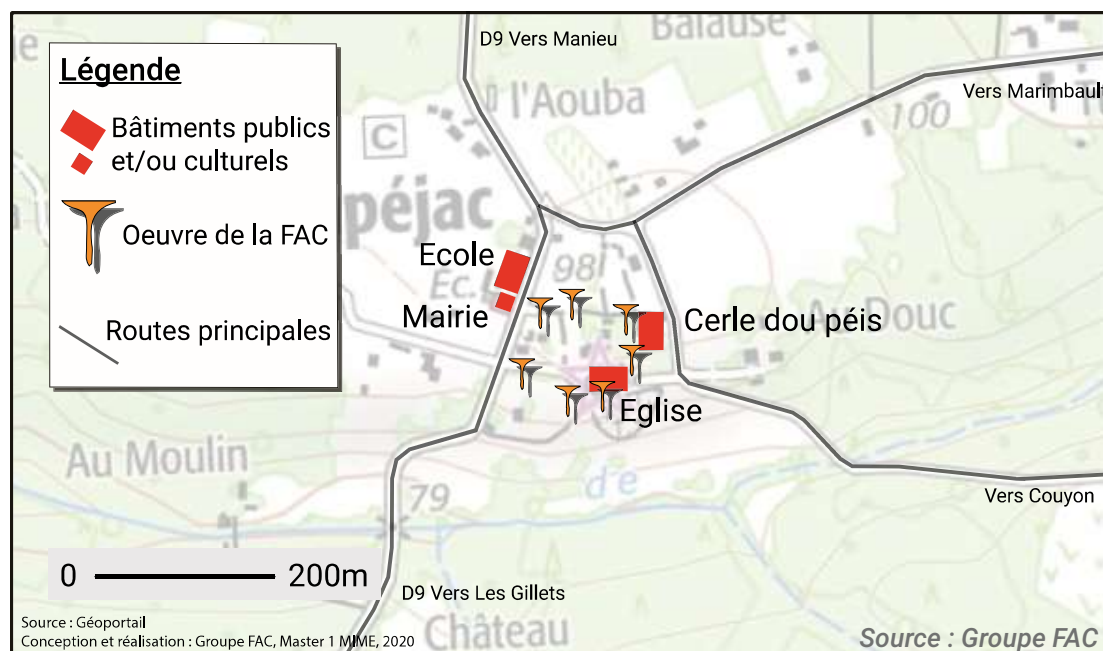 D9 Vers Manieu
Balause
Légende
Bâtiments publics
et/ou culturels
Oeuvre de la FAC
Routes principales
Vers Marimbault
l'Aouba
100
C
péjac
Ecole
98
Ec.
Mairie
Cerle dou péis
Au Douc
Eglise
Au Moulin
79
de
Vers Couyon
0 200m
D9 Vers Les Gillets
Château
Source : Géoportail
Conception et réalisation : Groupe FAC, Master 1 MIME, 2020
Source : Groupe FAC